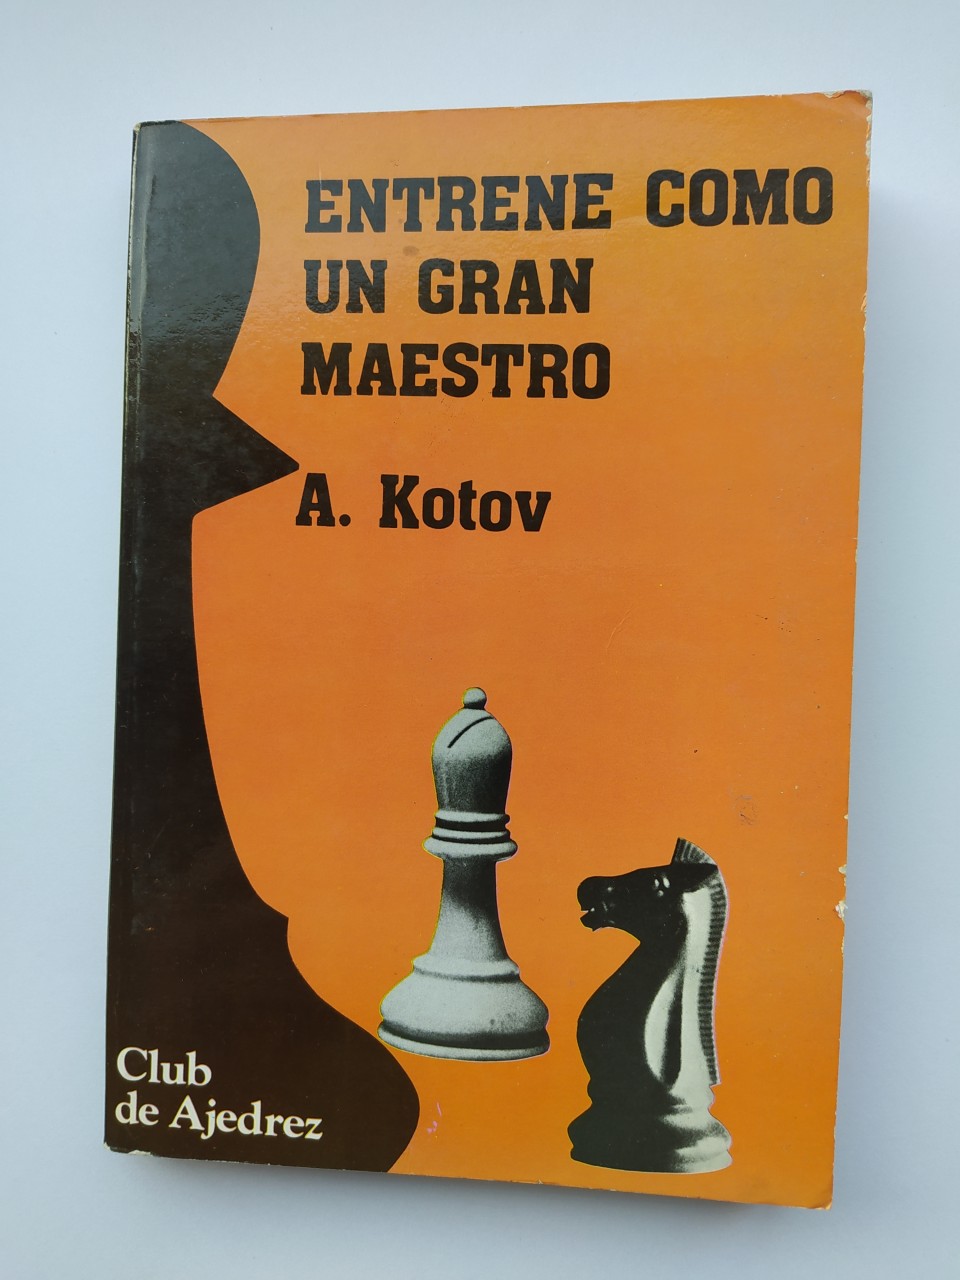 ENTRENE COMO
UN GRAN
MAESTRO
A. Kotov
Club
de Ajedrez